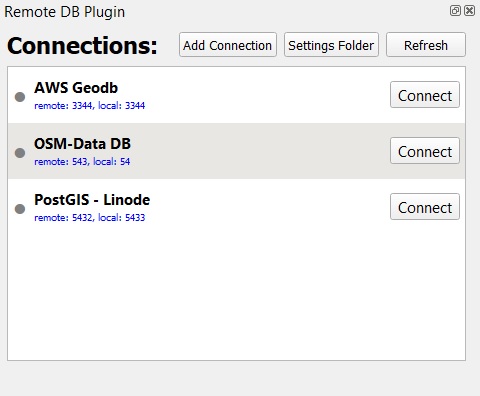 Remote DB Plugin
Connections:
Add Connection
Settings Folder
Refresh
AWS Geodb
remote: 3344, local: 3344
Connect
OSM-Data DB
remote: 543, local: 54
Connect
PostGIS - Linode
remote: 5432, local: 5433
Connect